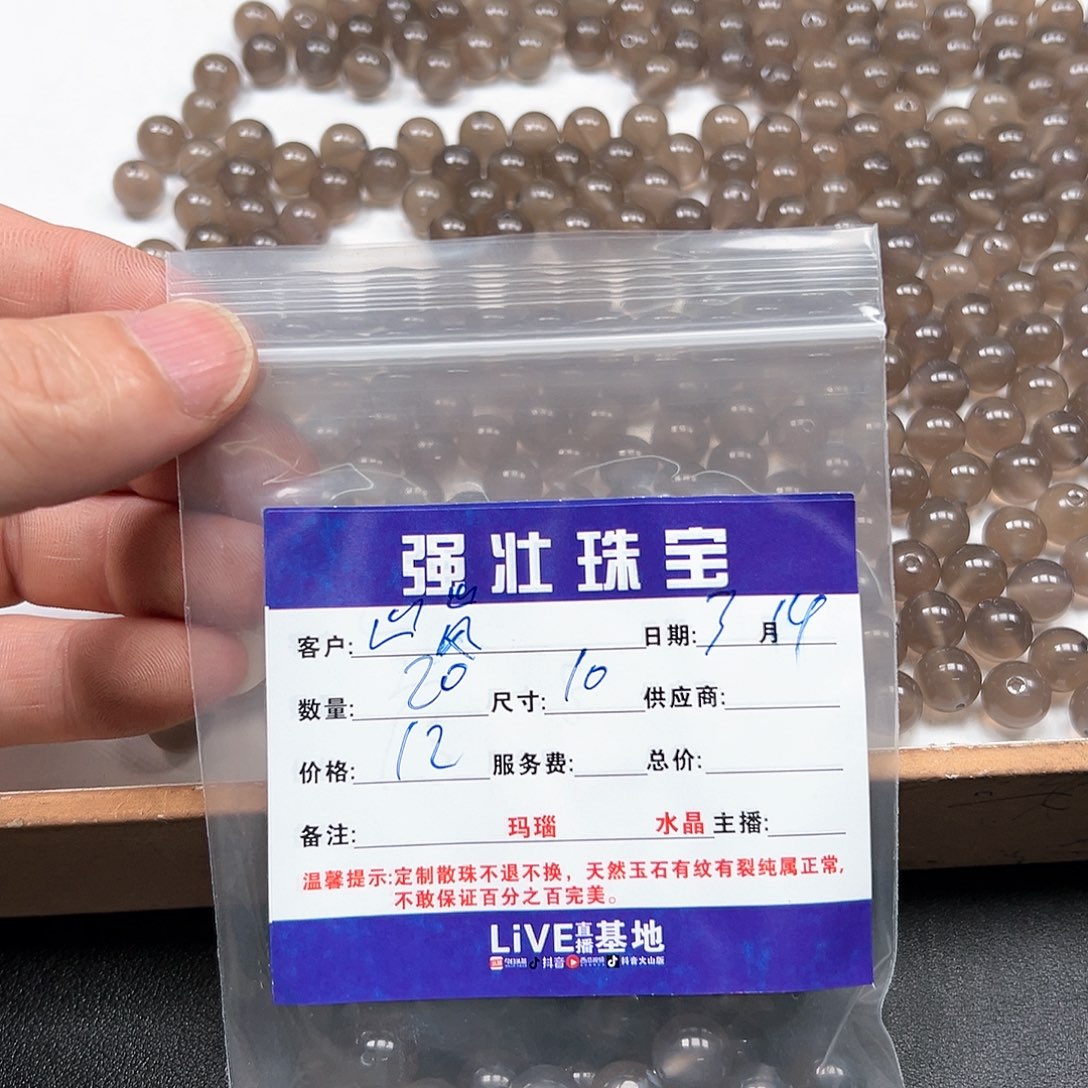 强壮珠宝
客户: 日期: 7月14
数量: 20 尺寸: 10 供应商:
价格: 12 服务费: 总价:
备注: 玛瑙 水晶 主播:
温馨提示:定制散珠不退不换，天然玉石有纹有裂纯属正常,
不敢保证百分之百完美。
LiVE直播基地
抖音 抖音火山版